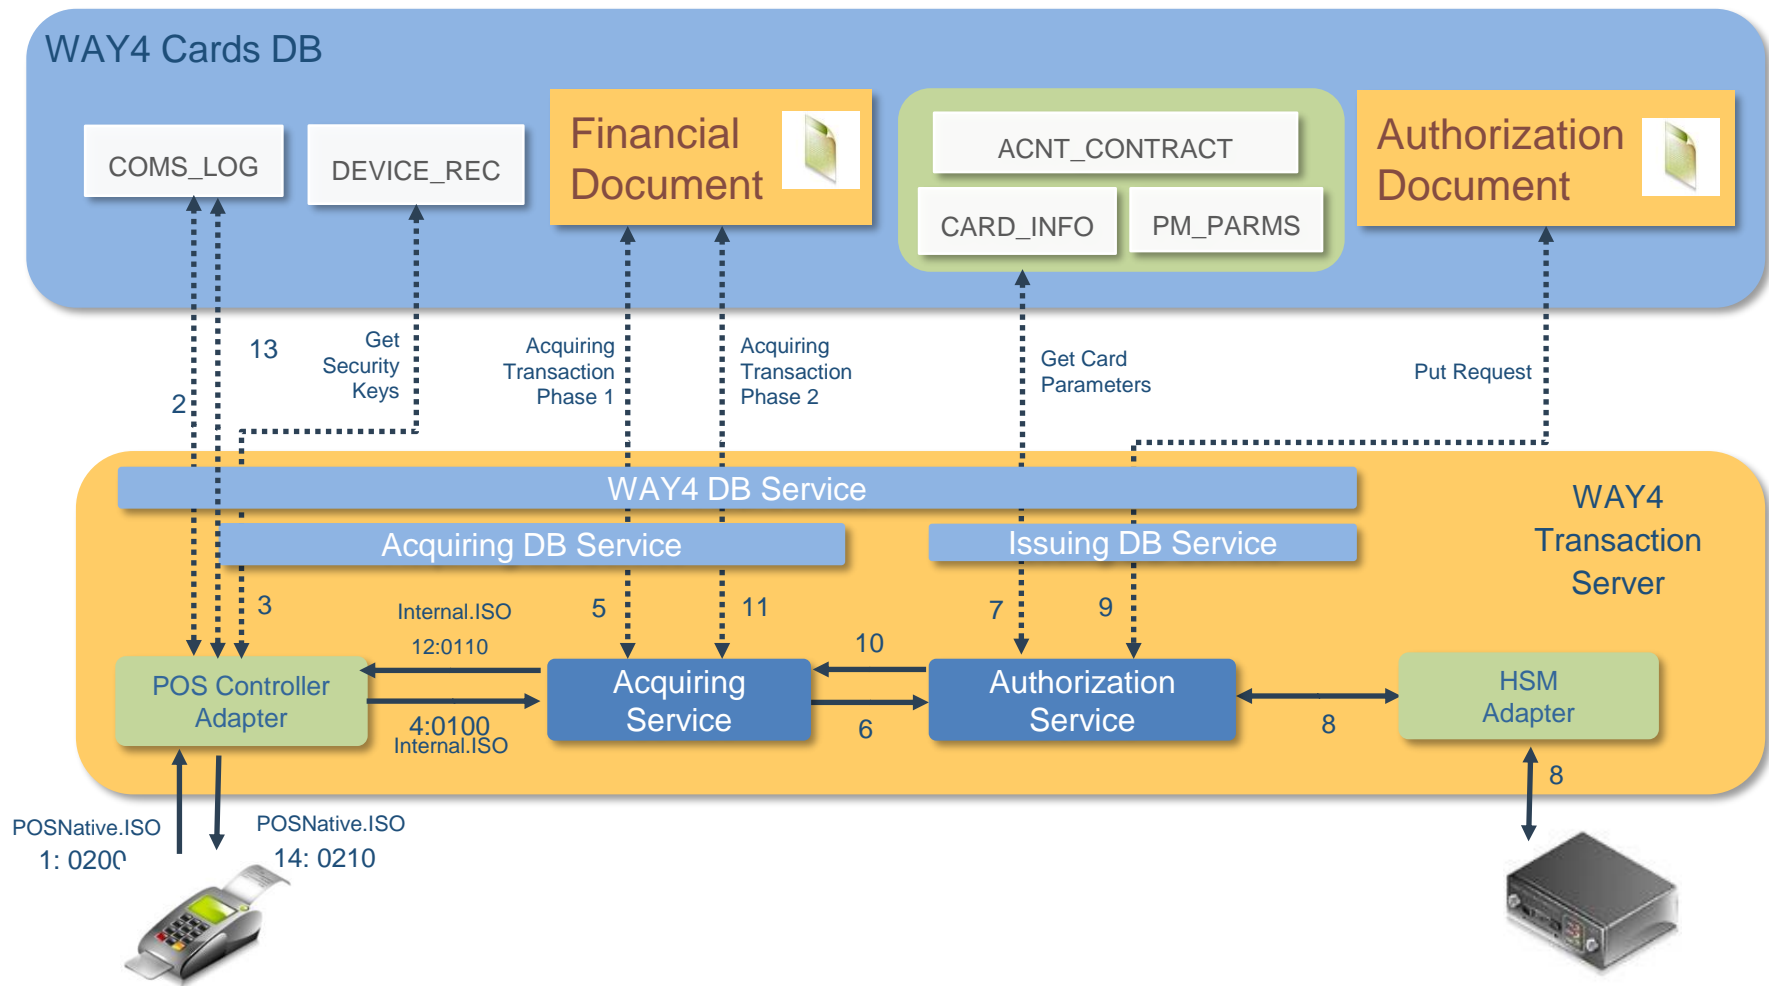 WAY4 Cards DB
COMS_LOG
DEVICE_REC
Financial
Document
ACNT_CONTRACT
CARD_INFO
PM_PARMS
Authorization
Document
2
13
Get
Security
Keys
Acquiring
Transaction
Phase 1
Acquiring
Transaction
Phase 2
Get Card
Parameters
Put Request
WAY4 DB Service
Acquiring DB Service
Issuing DB Service
WAY4
Transaction
Server
3
Internal.ISO
12:0110
5
11
7
9
10
POS Controller
Adapter
4:0100
Internal.ISO
Acquiring
Service
6
Authorization
Service
8
HSM
Adapter
8
POSNative.ISO
1: 0200
POSNative.ISO
14: 0210